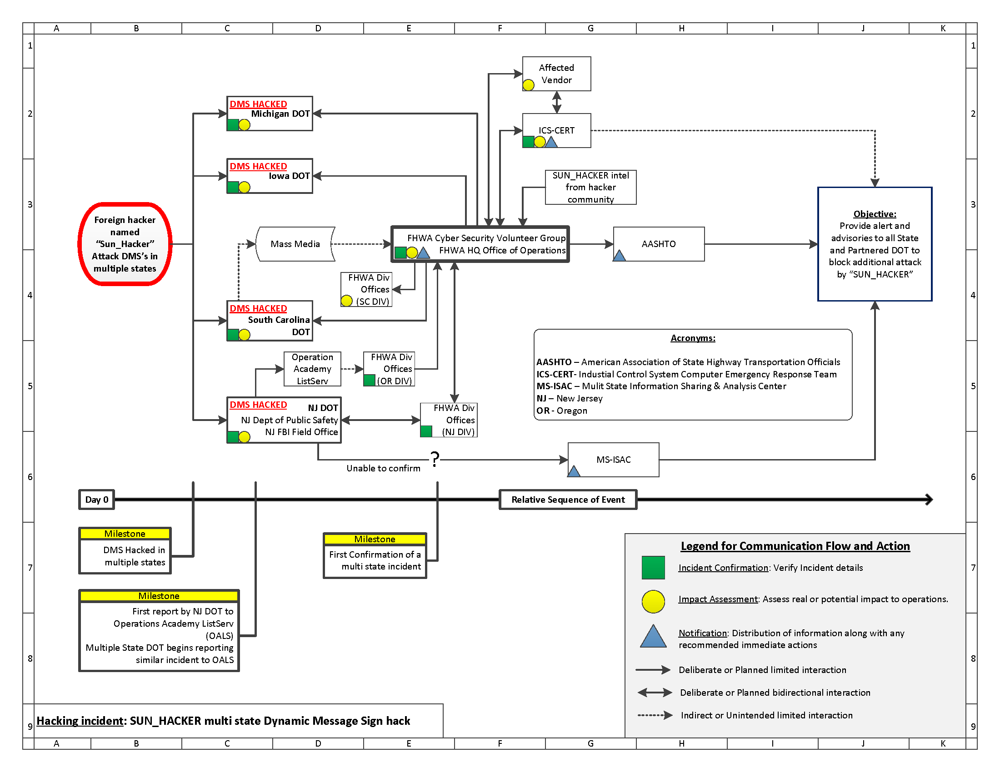 A B C D E F G H I J K
1 1
2 2
3 3
4 4
5 5
6 6
7 7
8 8
9 9
Affected
Vendor
DMS HACKED
Michigan DOT
ICS-CERT
DMS HACKED
Iowa DOT
SUN_HACKER intel
from hacker
community
Foreign hacker
named
“Sun_Hacker”
Attack DMS’s in
multiple states
Mass Media
FHWA Cyber Security Volunteer Group
FHWA HQ Office of Operations
AASHTO
Objective:
Provide alert and
advisories to all State
and Partnered DOT to
block additional attack
by “SUN_HACKER”
FHWA Div
Offices
(SC DIV)
DMS HACKED
South Carolina
DOT
Operation
Academy
ListServ
FHWA Div
Offices
(OR DIV)
Acronyms:
AASHTO – American Association of State Highway Transportation Officials
ICS-CERT- Industial Control System Computer Emergency Response Team
MS-ISAC – Mulit State Information Sharing & Analysis Center
NJ – New Jersey
OR - Oregon
DMS HACKED
NJ DOT
NJ Dept of Public Safety
NJ FBI Field Office
FHWA Div
Offices
(NJ DIV)
?
Unable to confirm
MS-ISAC
Day 0
Relative Sequence of Event
Milestone
DMS Hacked in
multiple states
Milestone
First Confirmation of a
multi state incident
Milestone
First report by NJ DOT to
Operations Academy ListServ
(OALS)
Multiple State DOT begins reporting
similar incident to OALS
Legend for Communication Flow and Action
Incident Confirmation: Verify Incident details
Impact Assessment: Assess real or potential impact to operations.
Notification: Distribution of information along with any
recommended immediate actions
Deliberate or Planned limited interaction
Deliberate or Planned bidirectional interaction
Indirect or Unintended limited interaction
Hacking incident: SUN_HACKER multi state Dynamic Message Sign hack
A B C D E F G H I J K